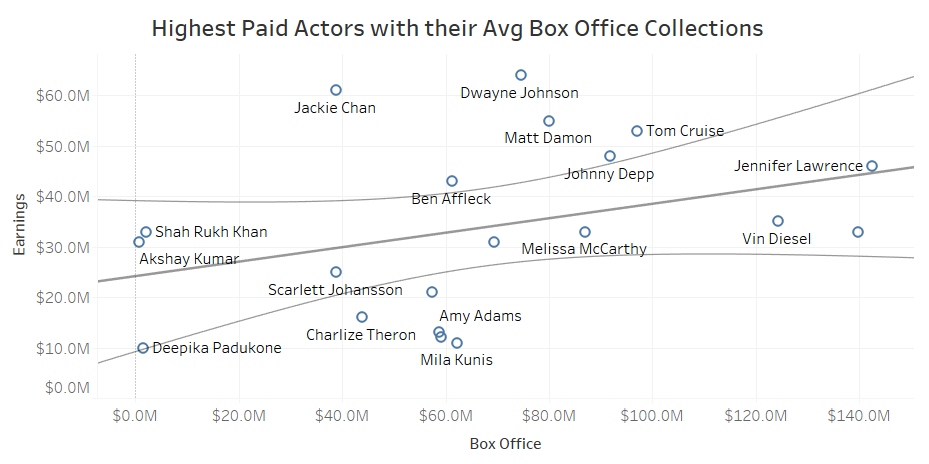 Highest Paid Actors with their Avg Box Office Collections
$60.0M
$50.0M
$40.0M
$30.0M
$20.0M
$10.0M
$0.0M
Earnings
Dwayne Johnson
Jackie Chan
Tom Cruise
Matt Damon
Jennifer Lawrence
Johnny Depp
Ben Affleck
Shah Rukh Khan
Vin Diesel
Melissa McCarthy
Akshay Kumar
Scarlett Johansson
Amy Adams
Charlize Theron
Deepika Padukone
Mila Kunis
$0.0M $20.0M $40.0M $60.0M $80.0M $100.0M $120.0M $140.0M
Box Office